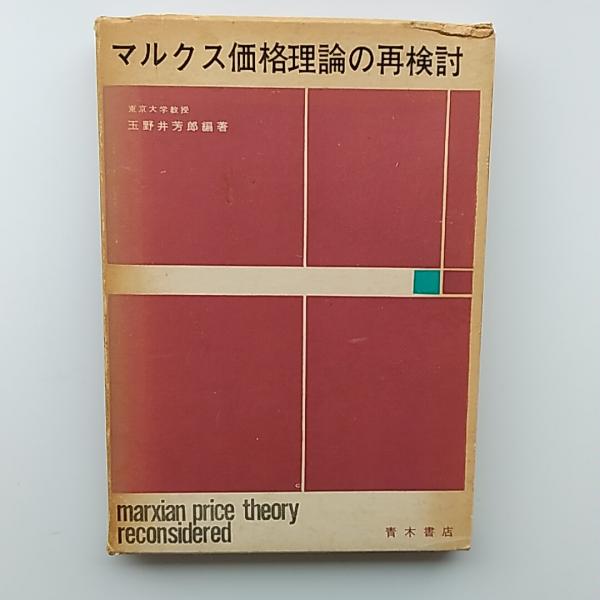 マルクス価格理論の再検討
東京大学教授
玉野井芳郎編著
marxian price theory
reconsidered
青木書店